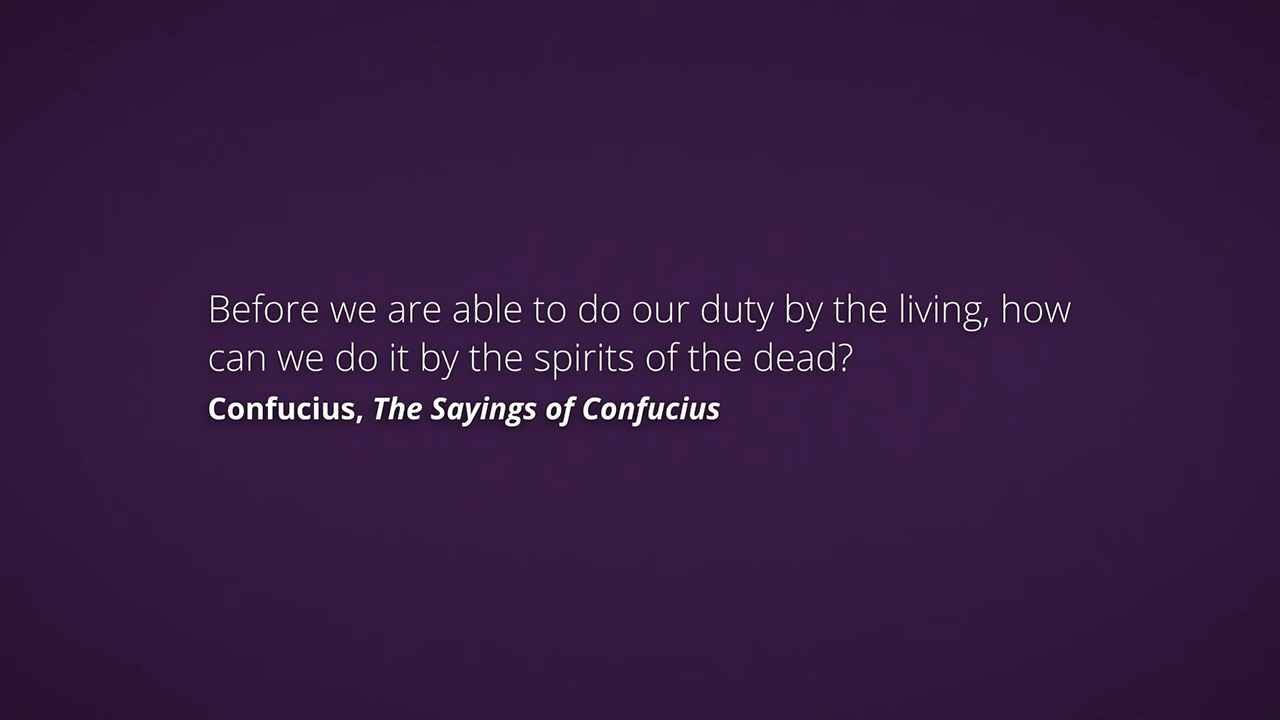 Before we are able to do our duty by the living, how
can we do it by the spirits of the dead?
Confucius, The Sayings of Confucius